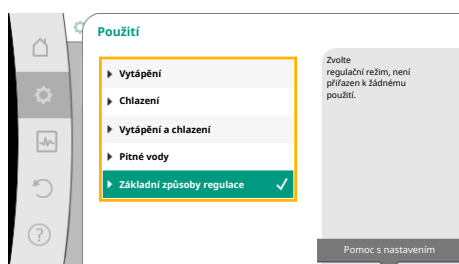 Použití
Vytápění
Chlazení
Vytápění a chlazení
Pitné vody
Základní způsoby regulace
Zvolte
regulační režim, není
přiřazen k žádnému
použití.
Pomoc s nastavením